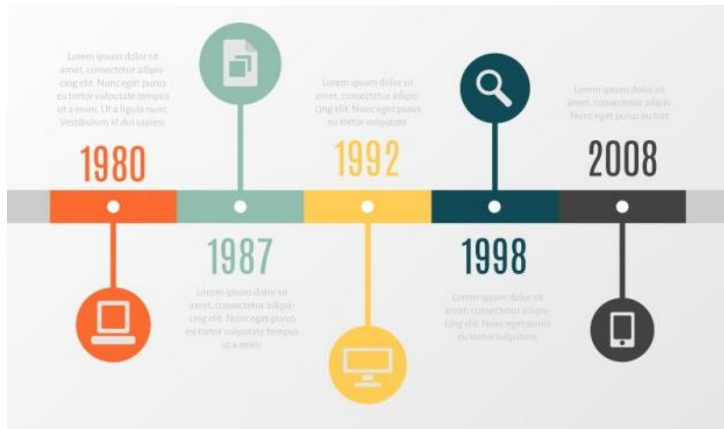 Lorem ipsum dolor sit
amet, consectetur adipis-
cing elit. Nunc eget purus
eu tortor vulputate tempus
ut a enim. Ut a ligula nunc.
Vestibulum id dui sapien.
1980
1987
Lorem ipsum dolor sit
amet, consectetur adipis-
cing elit. Nunc eget purus
eu tortor vulputate tempus
ut a enim
Lorem ipsum dolor sit
amet, consectetur adipis-
cing elit. Nunc eget purus
eu tortor vulputate
1992
1998
Lorem ipsum dolor sit
amet, consectetur adipis-
cing elit. Nunc eget purus
eu tortor vulputate
Lorem ipsum dolor sit
amet, consectetur adipis
Nunc eget purus eu tort
2008